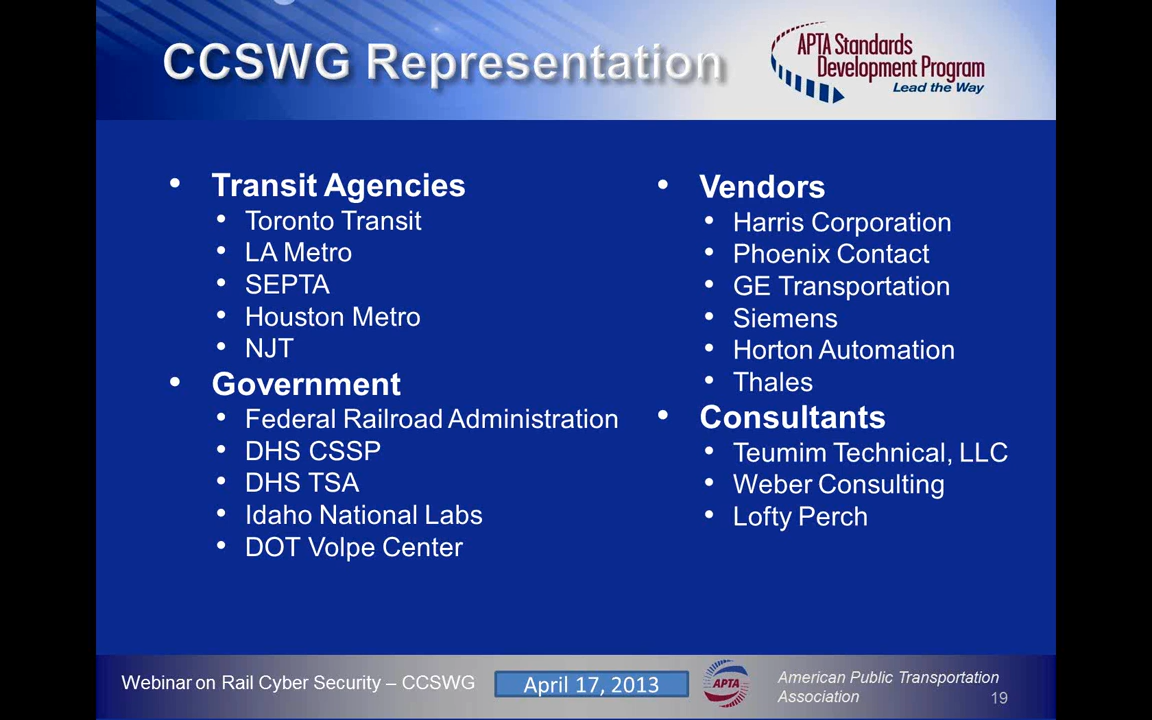 CCSWG Representation
APTA Standards
Development Program
Lead the Way
• Transit Agencies
• Toronto Transit
• LA Metro
• SEPTA
• Houston Metro
• NJT
• Government
• Federal Railroad Administration
• DHS CSSP
• DHS TSA
• Idaho National Labs
• DOT Volpe Center
• Vendors
• Harris Corporation
• Phoenix Contact
• GE Transportation
• Siemens
• Horton Automation
• Thales
• Consultants
• Teumim Technical, LLC
• Weber Consulting
• Lofty Perch
Webinar on Rail Cyber Security – CCSWG
April 17, 2013
APTA
American Public Transportation
Association
19